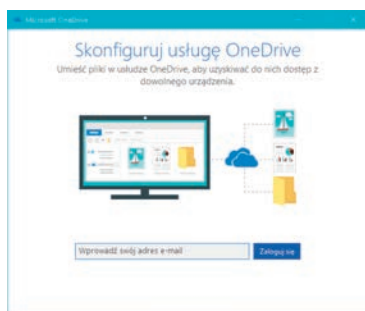 Microsoft OneDrive
Skonfiguruj usługę OneDrive
Umieść pliki w usłudze OneDrive, aby uzyskiwać do nich dostęp z
dowolnego urządzenia.
Wprowadź swój adres e-mail
Zaloguj się